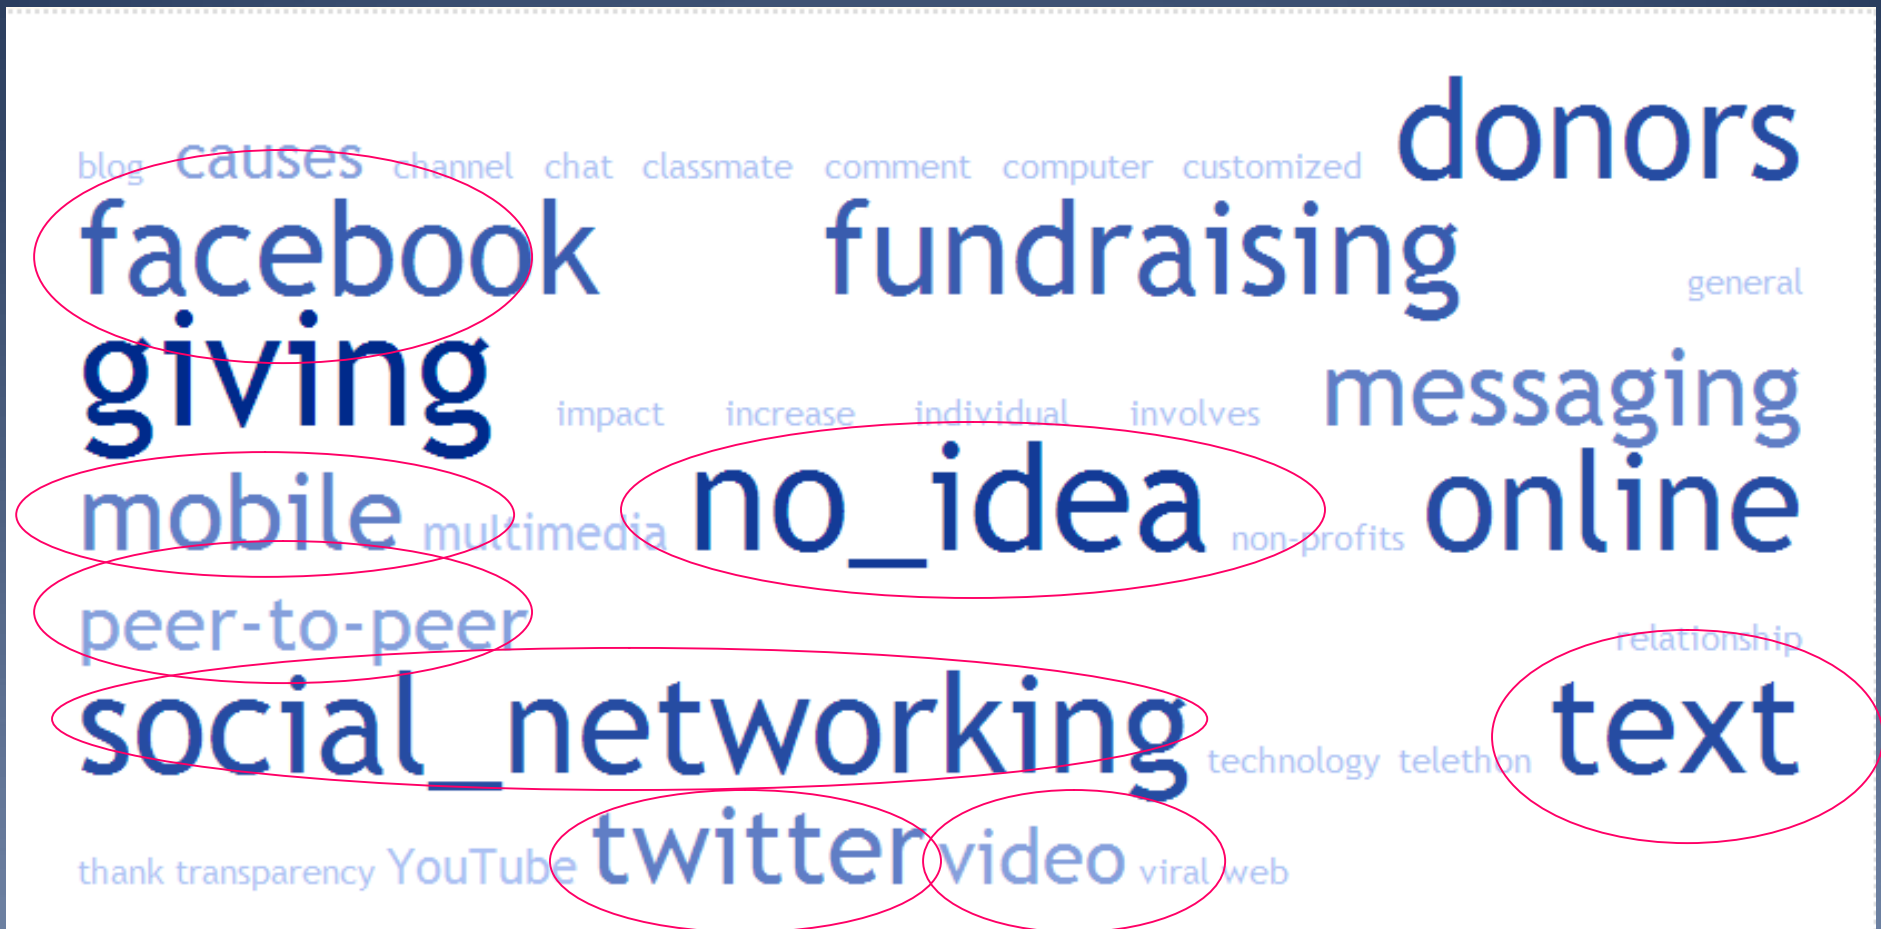 blog causes channel chat classmate comment computer customized donors
facebook fundraising general
giving impact increase individual involves messaging
mobile multimedia no_idea non-profits online
peer-to-peer relationship
social_networking technology telethon text
thank transparency YouTube twitter video viral web